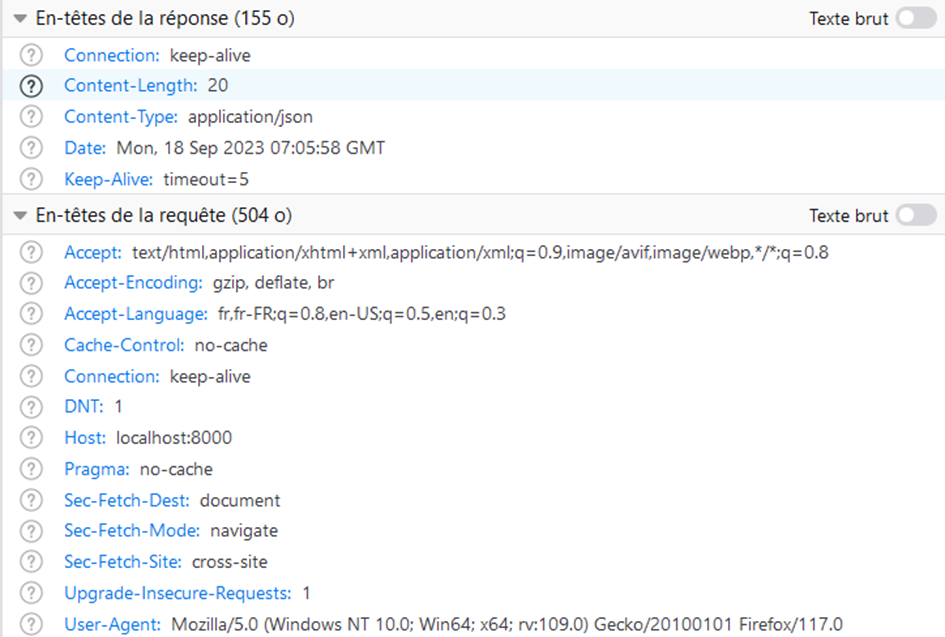 En-têtes de la réponse (155 o) Texte brut
Connection: keep-alive
Content-Length: 20
Content-Type: application/json
Date: Mon, 18 Sep 2023 07:05:58 GMT
Keep-Alive: timeout=5
En-têtes de la requête (504 o) Texte brut
Accept: text/html,application/xhtml+xml,application/xml;q=0.9,image/avif,image/webp,*/*;q=0.8
Accept-Encoding: gzip, deflate, br
Accept-Language: fr,fr-FR;q=0.8,en-US;q=0.5,en;q=0.3
Cache-Control: no-cache
Connection: keep-alive
DNT: 1
Host: localhost:8000
Pragma: no-cache
Sec-Fetch-Dest: document
Sec-Fetch-Mode: navigate
Sec-Fetch-Site: cross-site
Upgrade-Insecure-Requests: 1
User-Agent: Mozilla/5.0 (Windows NT 10.0; Win64; x64; rv:109.0) Gecko/20100101 Firefox/117.0